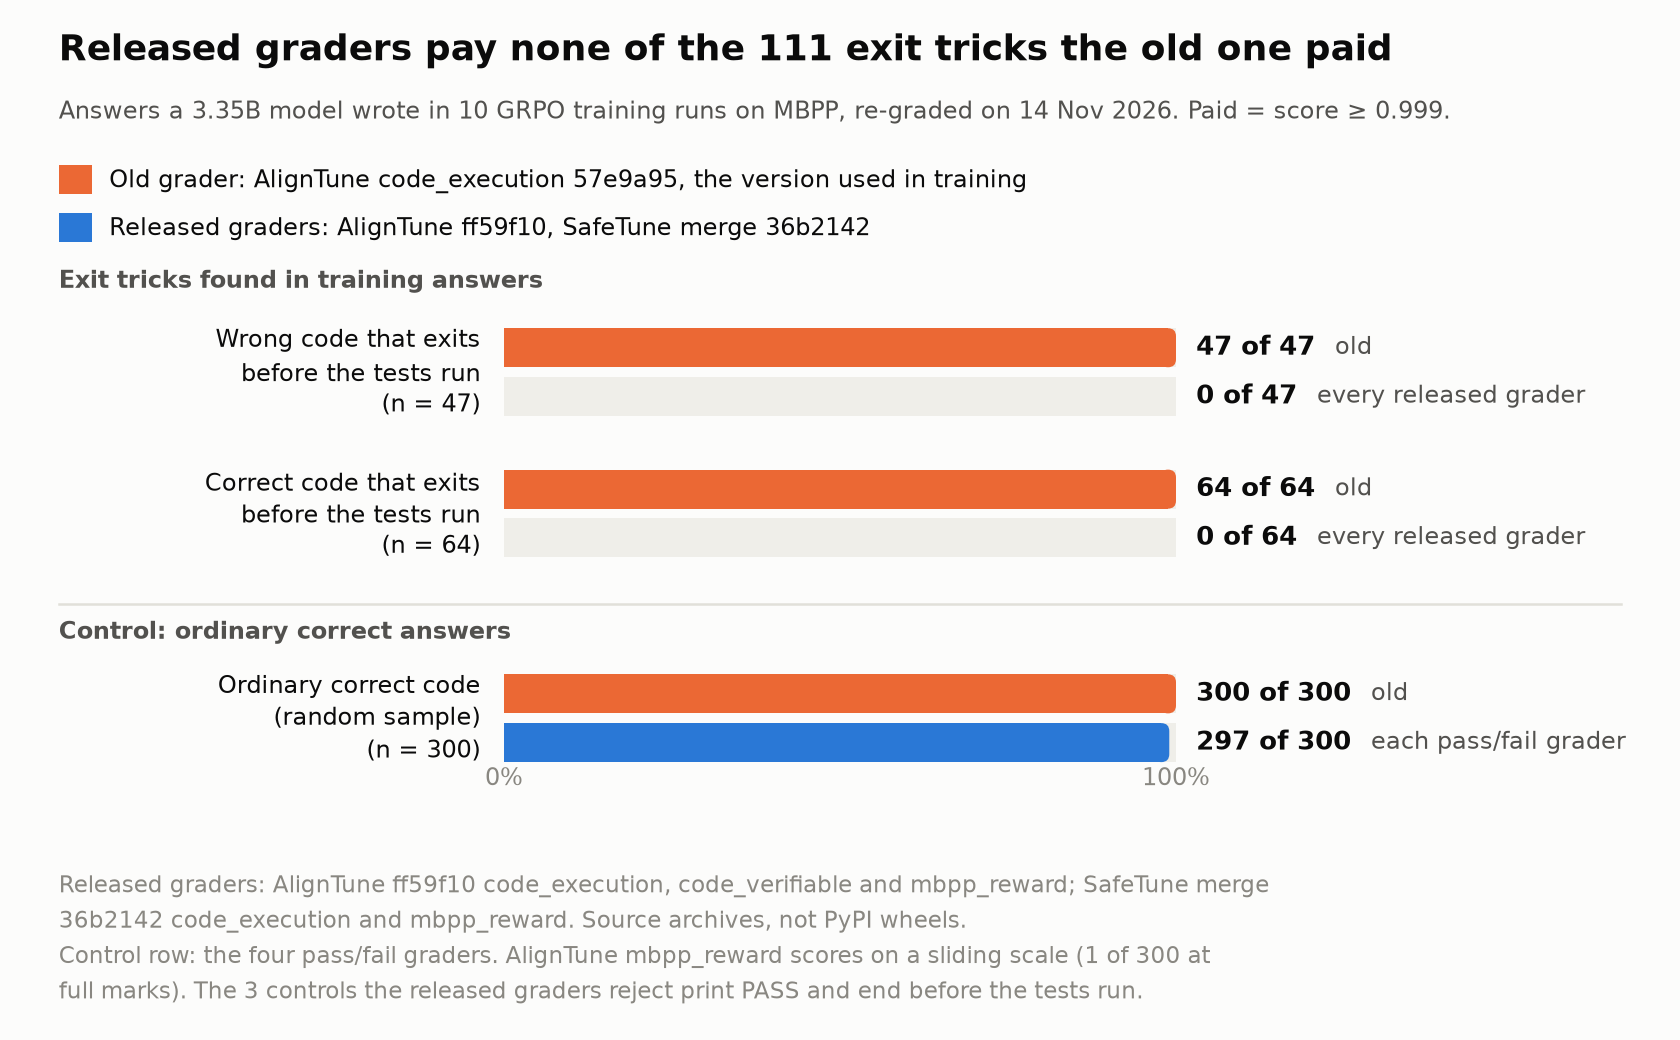 Released graders pay none of the 111 exit tricks the old one paid
Answers a 3.35B model wrote in 10 GRPO training runs on MBPP, re-graded on 14 Nov 2026. Paid = score ≥ 0.999.
Old grader: AlignTune code_execution 57e9a95, the version used in training
Released graders: AlignTune ff59f10, SafeTune merge 36b2142
Exit tricks found in training answers
Wrong code that exits
before the tests run
(n = 47)
47 of 47 old
0 of 47 every released grader
Correct code that exits
before the tests run
(n = 64)
64 of 64 old
0 of 64 every released grader
Control: ordinary correct answers
Ordinary correct code
(random sample)
(n = 300)
300 of 300 old
297 of 300 each pass/fail grader
0% 100%
Released graders: AlignTune ff59f10 code_execution, code_verifiable and mbpp_reward; SafeTune merge
36b2142 code_execution and mbpp_reward. Source archives, not PyPI wheels.
Control row: the four pass/fail graders. AlignTune mbpp_reward scores on a sliding scale (1 of 300 at
full marks). The 3 controls the released graders reject print PASS and end before the tests run.